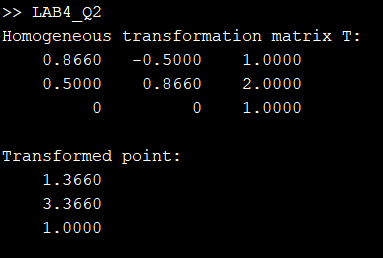 >> LAB4_Q2
Homogeneous transformation matrix T:
0.8660 -0.5000 1.0000
0.5000 0.8660 2.0000
0 0 1.0000
Transformed point:
1.3660
3.3660
1.0000